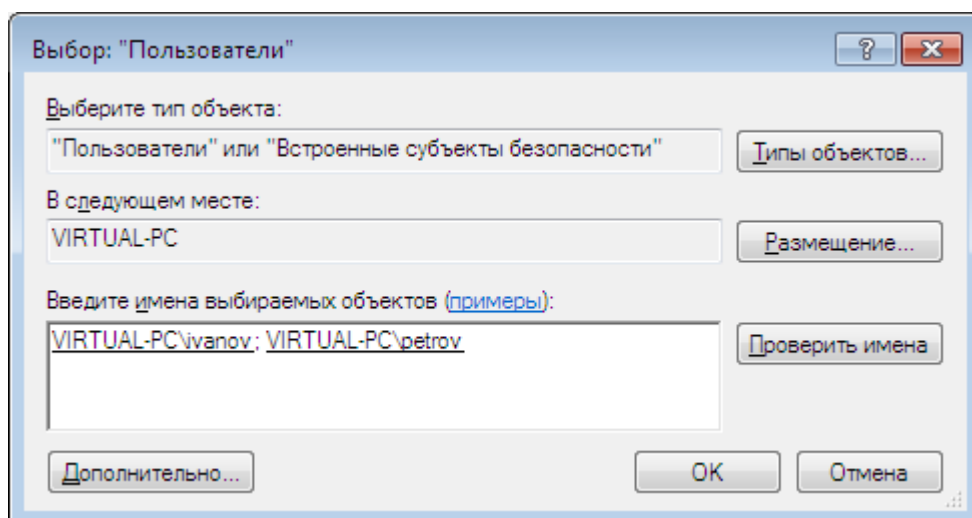 Выбор: "Пользователи"
?
Выберите тип объекта:
"Пользователи" или "Встроенные субъекты безопасности"
Типы объектов...
В следующем месте:
VIRTUAL-PC
Размещение...
Введите имена выбираемых объектов (примеры):
VIRTUAL-PC\ivanov; VIRTUAL-PC\petrov
Проверить имена
Дополнительно...
ОК
Отмена